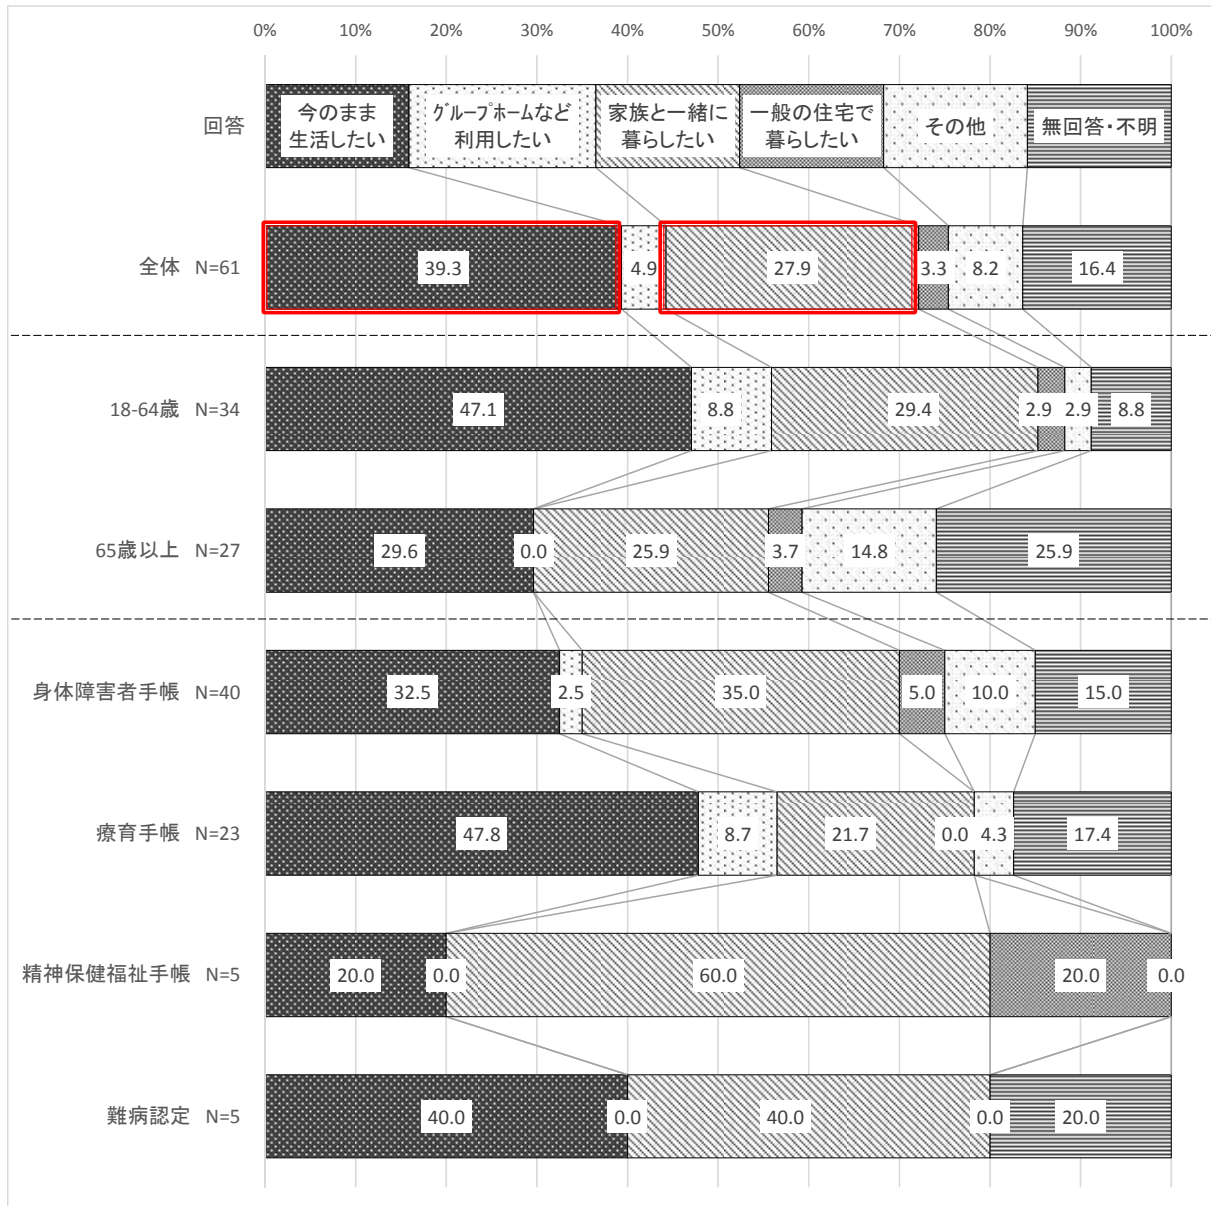 0% 10% 20% 30% 40% 50% 60% 70% 80% 90% 100%
回答
今のまま
生活したい
グループホームなど
利用したい
家族と一緒に
暮らしたい
一般の住宅で
暮らしたい
その他
無回答・不明
全体 N=61 39.3 4.9 27.9 3.3 8.2 16.4
18-64歳 N=34 47.1 8.8 29.4 2.9 2.9 8.8
65歳以上 N=27 29.6 0.0 25.9 3.7 14.8 25.9
身体障害者手帳 N=40 32.5 2.5 35.0 5.0 10.0 15.0
療育手帳 N=23 47.8 8.7 21.7 0.0 4.3 17.4
精神保健福祉手帳 N=5 20.0 0.0 60.0 20.0 0.0
難病認定 N=5 40.0 0.0 40.0 0.0 20.0